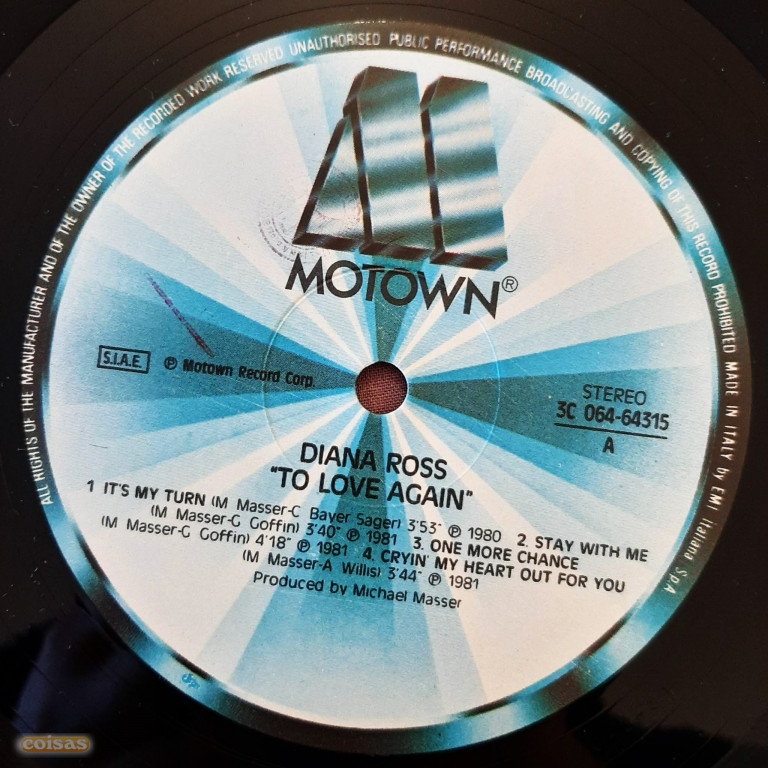 ALL RIGHTS OF THE MANUFACTURER AND OF THE OWNER OF THE RECORDED WORK RESERVED UNAUTHORISED PUBLIC PERFORMANCE BROADCASTING AND COPYING OF THIS RECORD PROHIBITED MADE IN ITALY by EMI italiana S.p.A
MOTOWN®
S.I.A.E. ℗ Motown Record Corp.
STEREO
3C 064-64315
A
DIANA ROSS
"TO LOVE AGAIN"
1 IT'S MY TURN (M Masser-C Bayer Sager) 3'53" ℗ 1980 2. STAY WITH ME
(M Masser-G Goffin) 3'40" ℗ 1981 3. ONE MORE CHANCE
(M Masser-G Goffin) 4'18" ℗ 1981 4. CRYIN' MY HEART OUT FOR YOU
(M Masser-A Willis) 3'44" ℗ 1981
Produced by Michael Masser
coisas